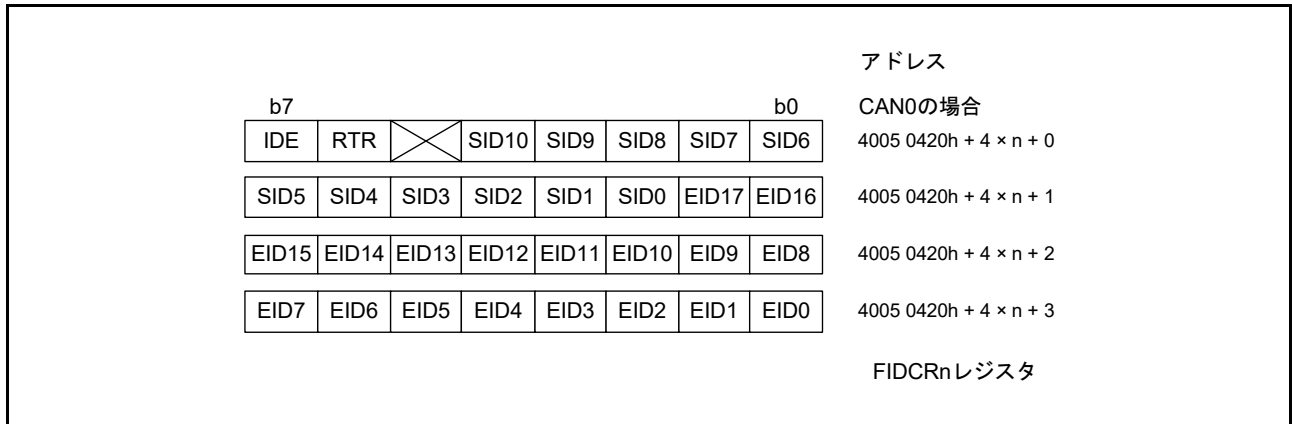 アドレス
b7 b0 CAN0の場合
IDE RTR SID10 SID9 SID8 SID7 SID6 4005 0420h + 4 × n + 0
SID5 SID4 SID3 SID2 SID1 SID0 EID17 EID16 4005 0420h + 4 × n + 1
EID15 EID14 EID13 EID12 EID11 EID10 EID9 EID8 4005 0420h + 4 × n + 2
EID7 EID6 EID5 EID4 EID3 EID2 EID1 EID0 4005 0420h + 4 × n + 3
FIDCRnレジスタ